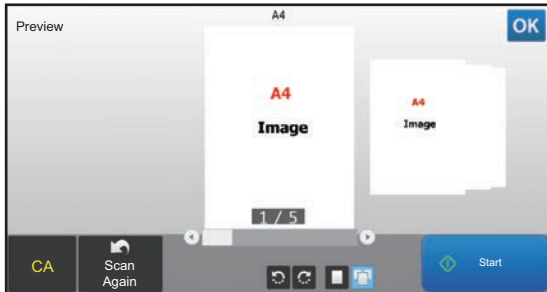 A4
Preview
OK
A4
Image
A4
Image
1 / 5
CA
Scan
Again
Start